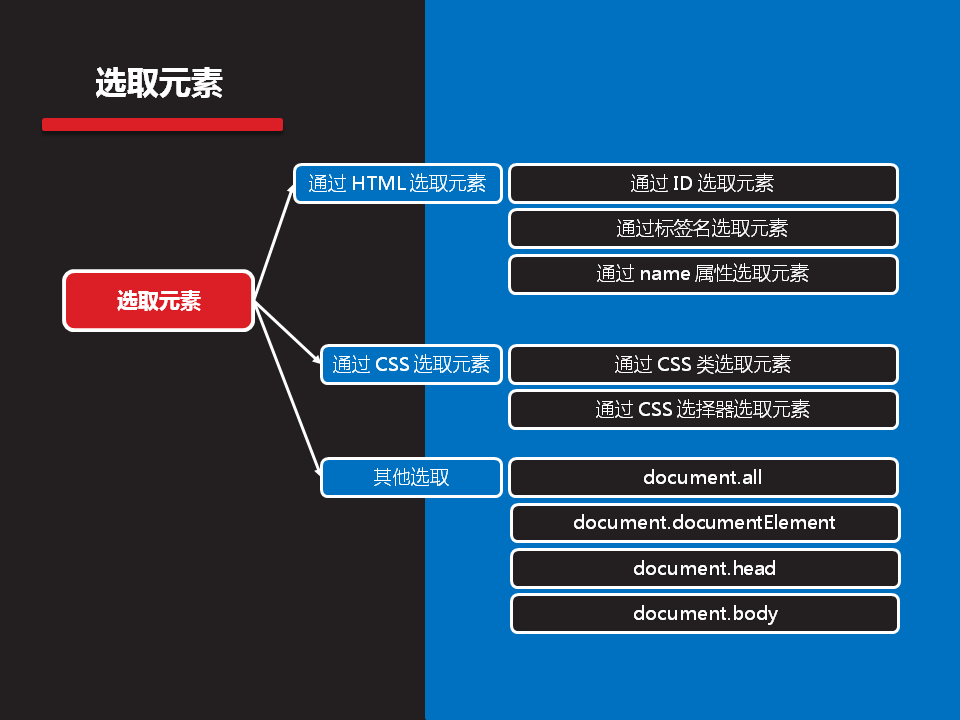 选取元素
选取元素
通过 HTML 选取元素
通过 ID 选取元素
通过标签名选取元素
通过 name 属性选取元素
通过 CSS 选取元素
通过 CSS 类选取元素
通过 CSS 选择器选取元素
其他选取
document.all
document.documentElement
document.head
document.body